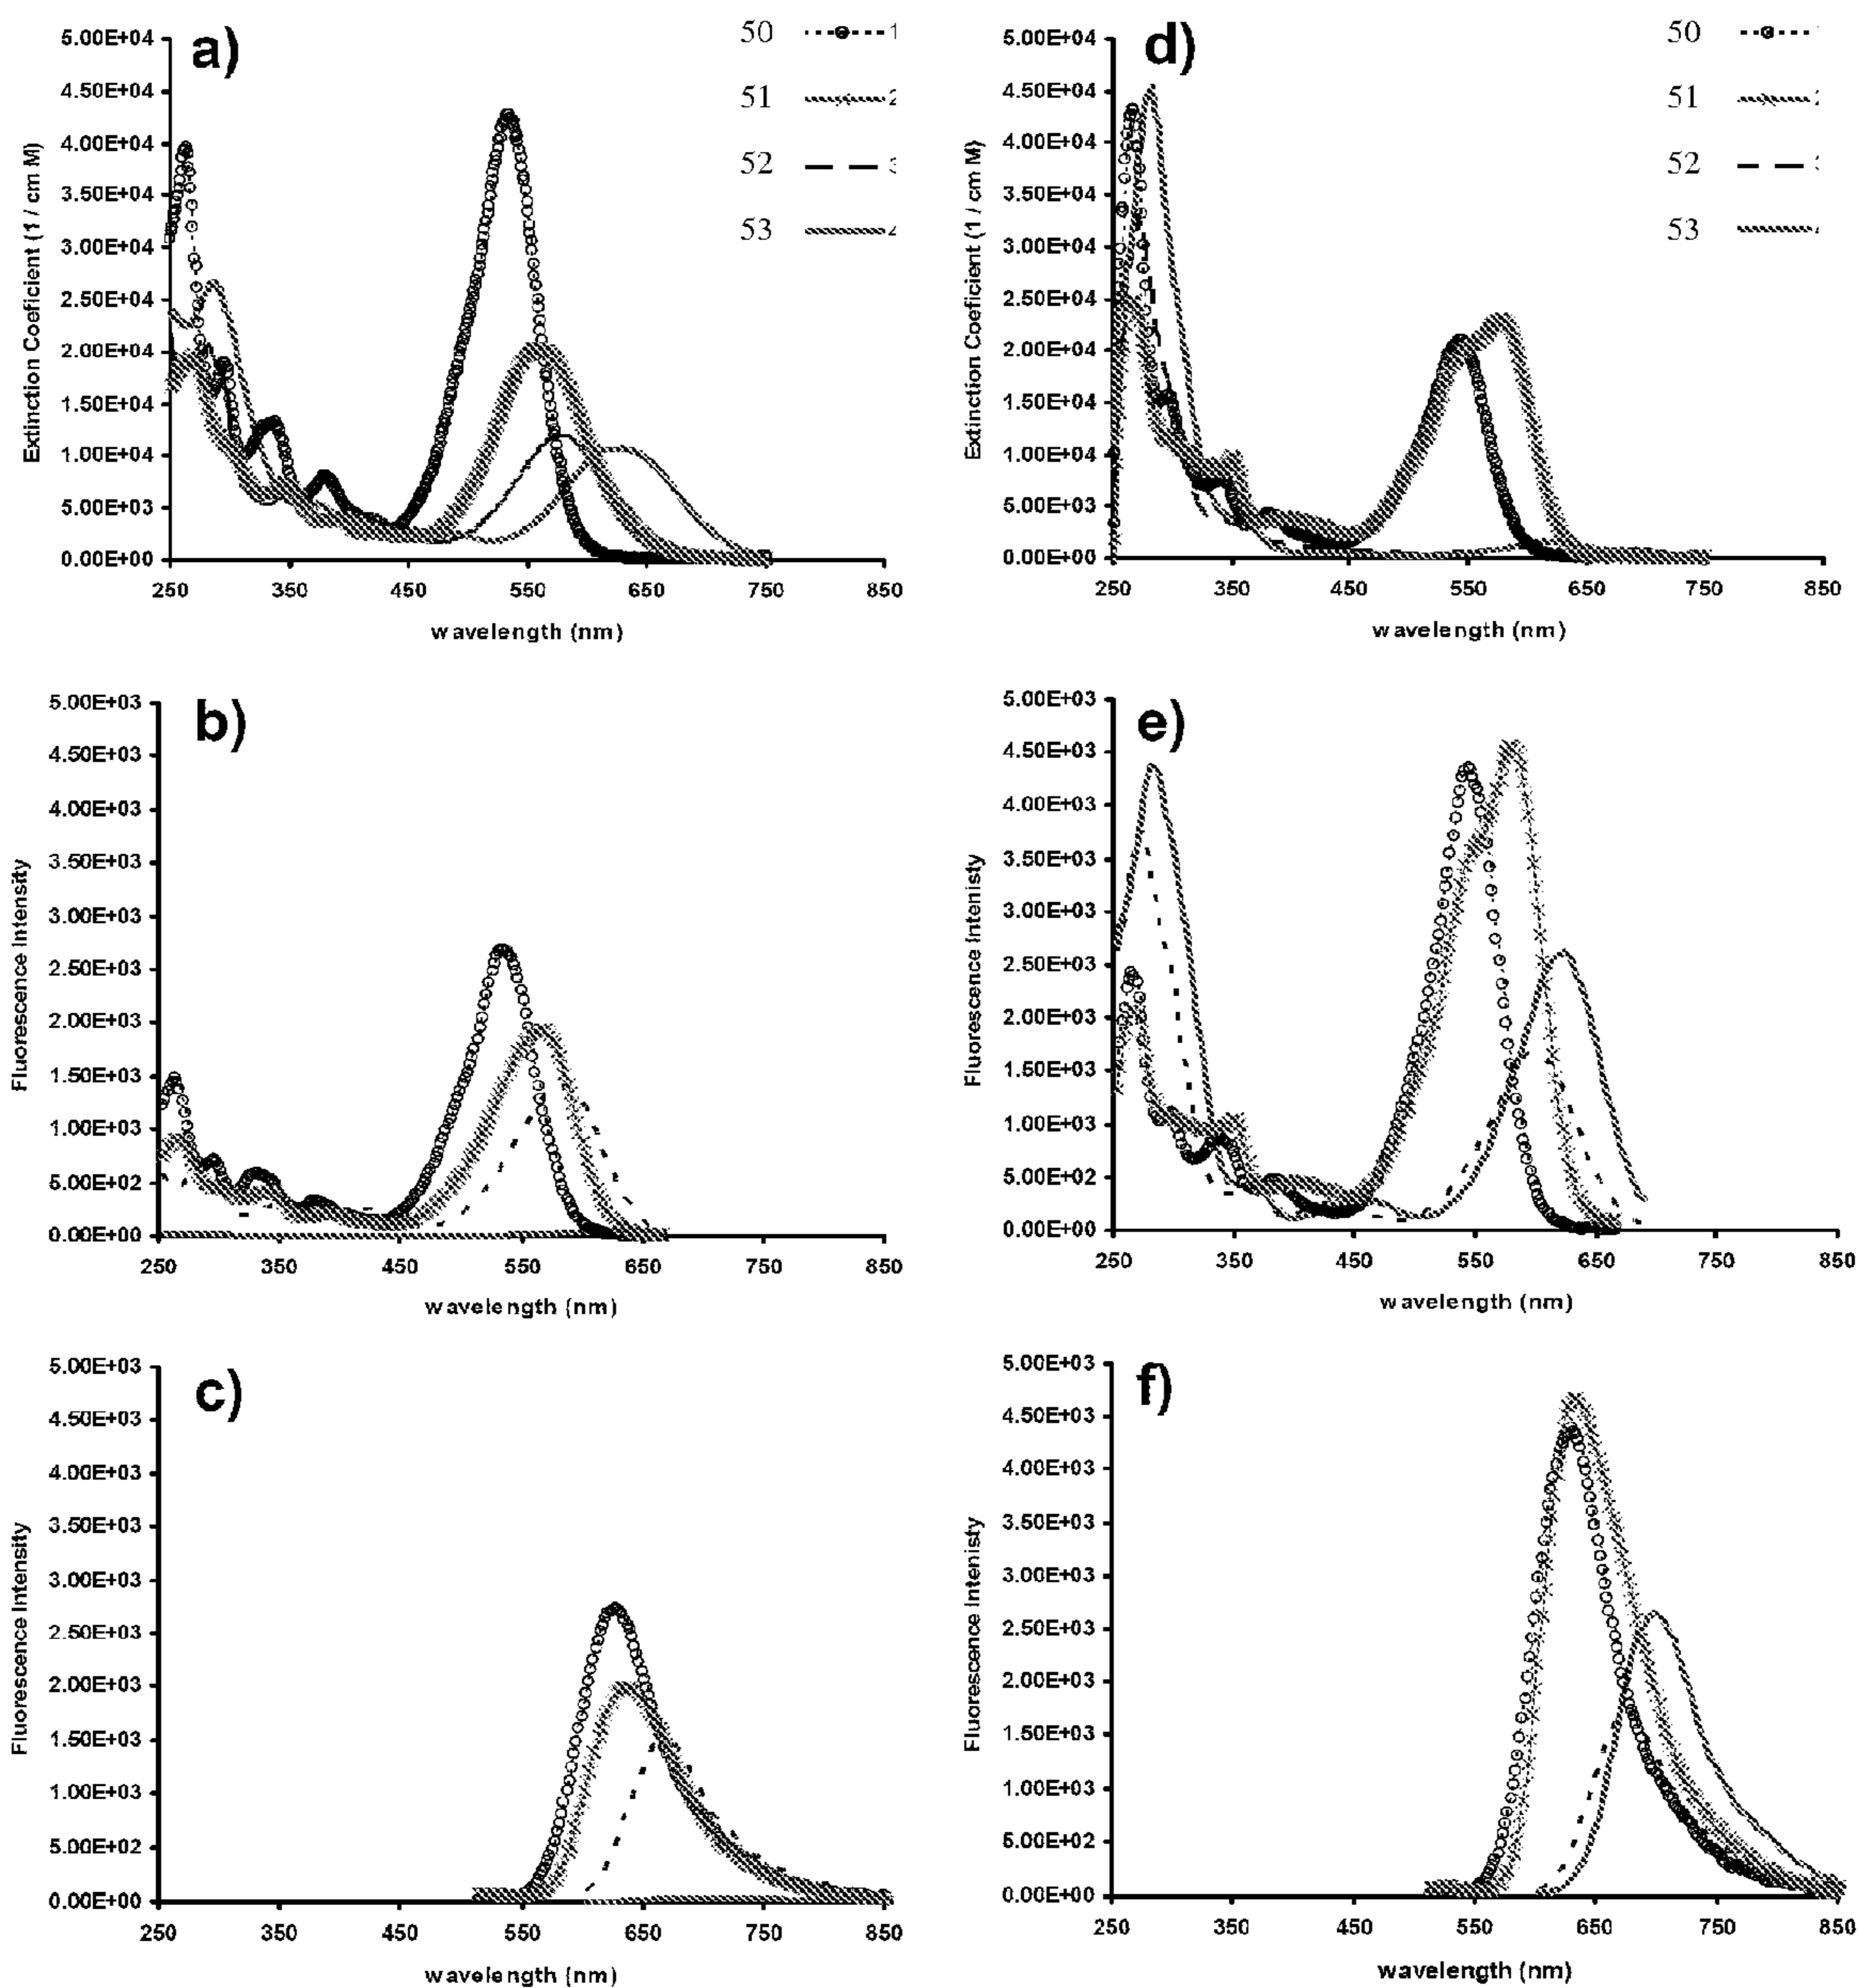 a)
50 1
51 2
52 3
53 4
5.00E+04
4.50E+04
4.00E+04
3.50E+04
3.00E+04
2.50E+04
2.00E+04
1.50E+04
1.00E+04
5.00E+03
0.00E+00
Extinction Coeficient (1 / cm M)
250 350 450 550 650 750 850
wavelength (nm)
d)
50
51
52
53
5.00E+04
4.50E+04
4.00E+04
3.50E+04
3.00E+04
2.50E+04
2.00E+04
1.50E+04
1.00E+04
5.00E+03
0.00E+00
Extinction Coeficient (1 / cm M)
250 350 450 550 650 750 850
wavelength (nm)
b)
5.00E+03
4.50E+03
4.00E+03
3.50E+03
3.00E+03
2.50E+03
2.00E+03
1.50E+03
1.00E+03
5.00E+02
0.00E+00
Fluorescence Intensity
250 350 450 550 650 750 850
wavelength (nm)
e)
5.00E+03
4.50E+03
4.00E+03
3.50E+03
3.00E+03
2.50E+03
2.00E+03
1.50E+03
1.00E+03
5.00E+02
0.00E+00
Fluorescence Intenisty
250 350 450 550 650 750 850
wavelength (nm)
c)
5.00E+03
4.50E+03
4.00E+03
3.50E+03
3.00E+03
2.50E+03
2.00E+03
1.50E+03
1.00E+03
5.00E+02
0.00E+00
Fluorescence Intensity
250 350 450 550 650 750 850
wavelength (nm)
f)
5.00E+03
4.50E+03
4.00E+03
3.50E+03
3.00E+03
2.50E+03
2.00E+03
1.50E+03
1.00E+03
5.00E+02
0.00E+00
Fluorescence Intenisty
250 350 450 550 650 750 850
wavelength (nm)